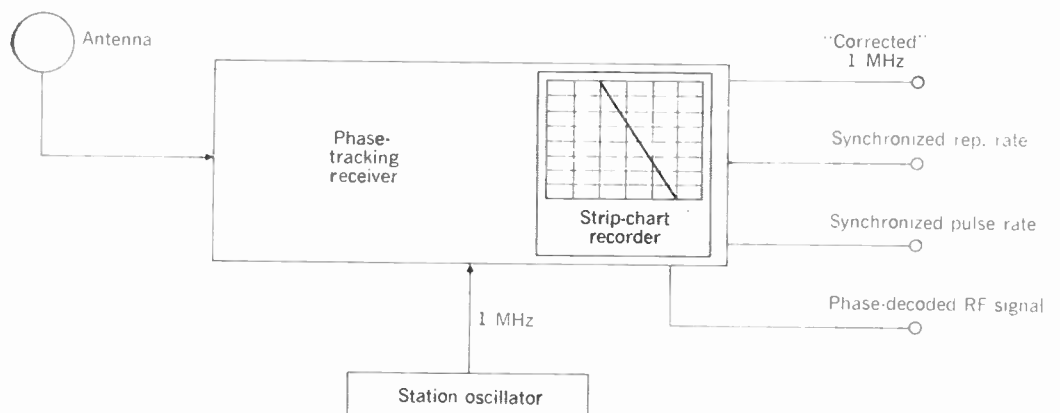 Antenna
"Corrected"
1 MHz
Phase-
tracking
receiver
Synchronized rep. rate
Strip-chart
recorder
Synchronized pulse rate
Phase-decoded RF signal
1 MHz
Station oscillator